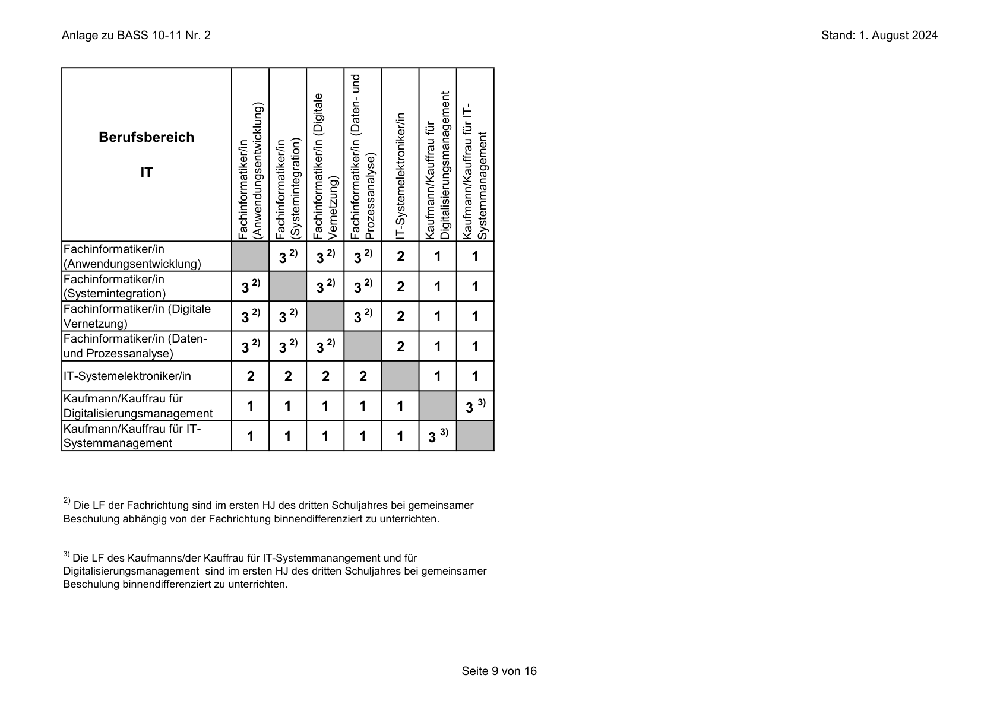 Anlage zu BASS 10-11 Nr. 2
Stand: 1. August 2024
Berufsbereich
IT
Fachinformatiker/in
(Anwendungsentwicklung)
Fachinformatiker/in
(Systemintegration)
Fachinformatiker/in (Digitale
Vernetzung)
Fachinformatiker/in (Daten- und
Prozessanalyse)
IT-Systemelektroniker/in
Kaufmann/Kauffrau für
Digitalisierungsmanagement
Kaufmann/Kauffrau für IT-
Systemmanagement
Fachinformatiker/in
(Anwendungsentwicklung)
3 2) 3 2) 3 2) 2 1 1
Fachinformatiker/in
(Systemintegration)
3 2) 3 2) 3 2) 2 1 1
Fachinformatiker/in (Digitale
Vernetzung)
3 2) 3 2) 3 2) 2 1 1
Fachinformatiker/in (Daten-
und Prozessanalyse)
3 2) 3 2) 3 2) 2 1 1
IT-Systemelektroniker/in 2 2 2 2 1 1
Kaufmann/Kauffrau für
Digitalisierungsmanagement
1 1 1 1 1 3 3)
Kaufmann/Kauffrau für IT-
Systemmanagement
1 1 1 1 1 3 3)
2) Die LF der Fachrichtung sind im ersten HJ des dritten Schuljahres bei gemeinsamer
Beschulung abhängig von der Fachrichtung binnendifferenziert zu unterrichten.
3) Die LF des Kaufmanns/der Kauffrau für IT-Systemmanangement und für
Digitalisierungsmanagement  sind im ersten HJ des dritten Schuljahres bei gemeinsamer
Beschulung binnendifferenziert zu unterrichten.
Seite 9 von 16